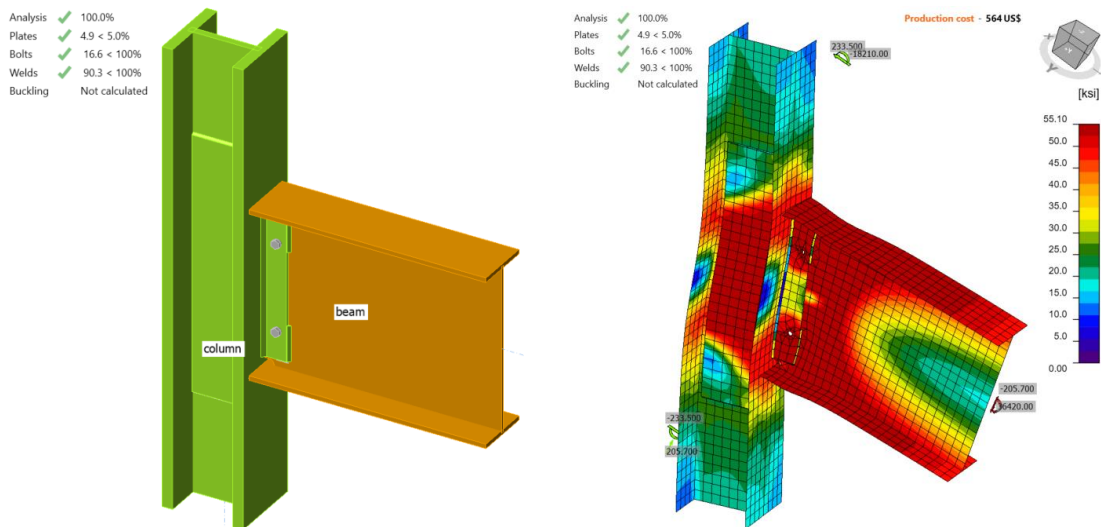 Analysis 100.0%
Plates 4.9 < 5.0%
Bolts 16.6 < 100%
Welds 90.3 < 100%
Buckling Not calculated
beam
column
Analysis 100.0%
Plates 4.9 < 5.0%
Bolts 16.6 < 100%
Welds 90.3 < 100%
Buckling Not calculated
Production cost - 564 US$
233.500
-18210.00
[ksi]
55.10
45.0
40.0
35.0
30.0
25.0
20.0
15.0
10.0
5.0
0.00
-205.700
-233.500
205.700